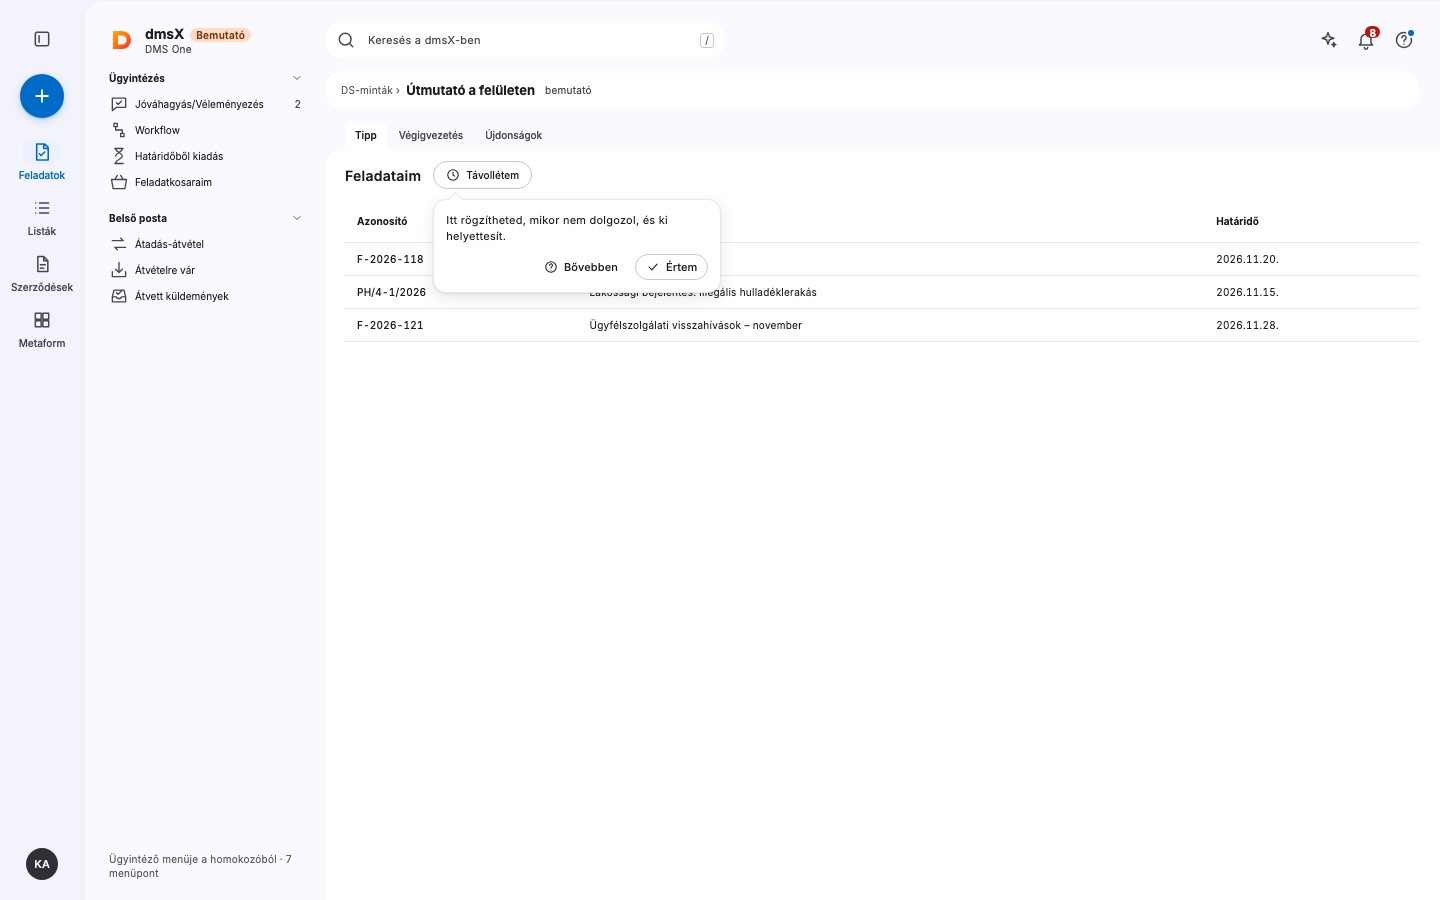 dmsX Bemutató
DMS One
Keresés a dmsX-ben /
8
DS-minták › Útmutató a felületen bemutató
Ügyintézés
Jóváhagyás/Véleményezés 2
Workflow
Határidőből kiadás
Feladatkosaraim
Belső posta
Átadás-átvétel
Átvételre vár
Átvett küldemények
Feladatok
Listák
Szerződések
Metaform
KA
Ügyintéző menüje a homokozóból · 7
menüpont
Tipp Végigvezetés Újdonságok
Feladataim Távollétem
Itt rögzítheted, mikor nem dolgozol, és ki
helyettesít.
Bővebben Értem
Azonosító Határidő
F-2026-118 2026.11.20.
PH/4-1/2026 Lakossági bejelentés: illegális hulladéklerakás 2026.11.15.
F-2026-121 Ügyfélszolgálati visszahívások – november 2026.11.28.